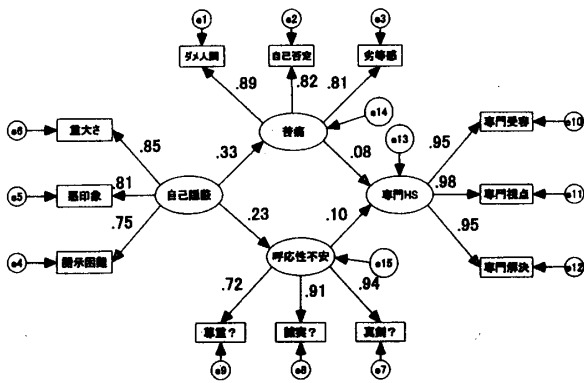 e1
e2
e3
ダメ人間
自己否定
劣等感
.89
.82
.81
e14
e6
重大さ
苦痛
e13
専門受容
e10
.85
.33
.08
.95
e5
悪印象
.81
自己隠蔽
専門HS
.98
専門視点
e11
.75
.23
.10
.95
e4
開示困難
呼応性不安
e15
専門解決
e12
.72
.91
.94
尊重？
誠実？
真剣？
e9
e8
e7